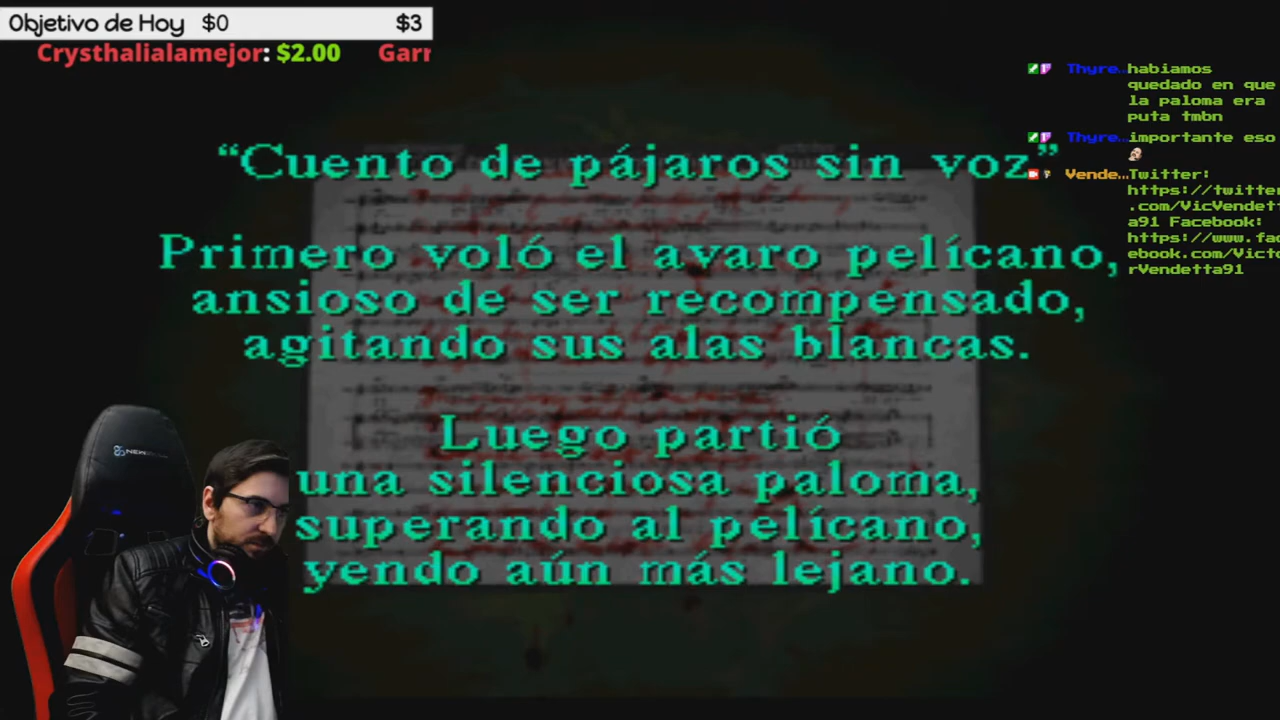 Objetivo de Hoy $0 $3
Crysthalialamejor: $2.00 Garr
“Cuento de pájaros sin voz”
Primero voló el avaro pelícano,
ansioso de ser recompensado,
agitando sus alas blancas.
Luego partió
una silenciosa paloma,
superando al pelícano,
yendo aún más lejano.
Thyre.. habiamos
quedado en que
la paloma era
puta tmbn
Thyre.. importante eso
Vende... Twitter:
https://twitter
.com/VicVendett
a91 Facebook:
https://www.fac
ebook.com/Victo
rVendetta91